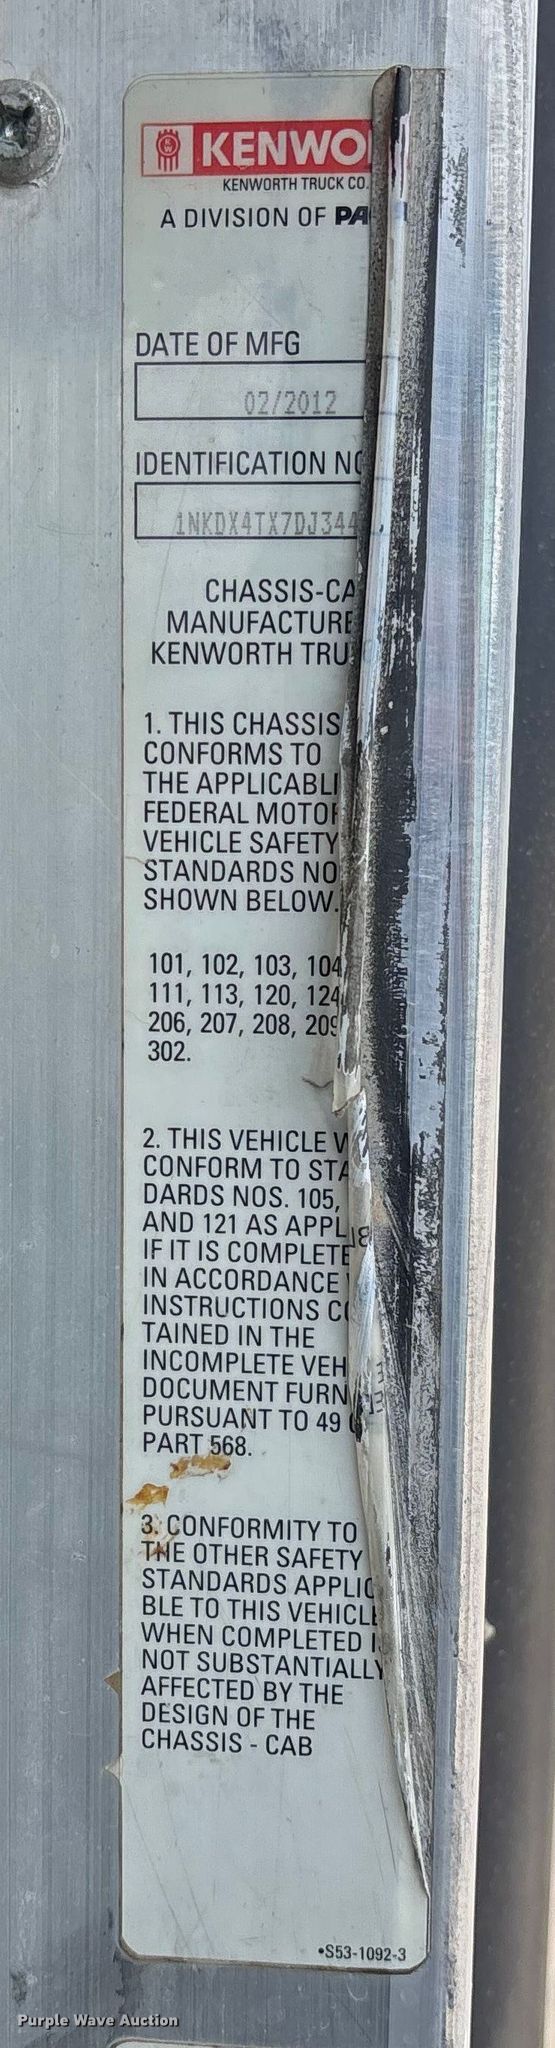 KENWO
KENWORTH TRUCK CO.
A DIVISION OF PA
DATE OF MFG
02/2012
IDENTIFICATION NO
1NKDX4TX7DJ344
CHASSIS-CA
MANUFACTURE
KENWORTH TRU
1. THIS CHASSIS
CONFORMS TO
THE APPLICABL
FEDERAL MOTOR
VEHICLE SAFETY
STANDARDS NO
SHOWN BELOW.
101, 102, 103, 104
111, 113, 120, 124
206, 207, 208, 209
302.
2. THIS VEHICLE W
CONFORM TO STA
DARDS NOS. 105,
AND 121 AS APPL
IF IT IS COMPLETE
IN ACCORDANCE
INSTRUCTIONS CO
TAINED IN THE
INCOMPLETE VEH
DOCUMENT FURN
PURSUANT TO 49
PART 568.
3. CONFORMITY TO
THE OTHER SAFETY
STANDARDS APPLIC
BLE TO THIS VEHICLE
WHEN COMPLETED I
NOT SUBSTANTIALLY
AFFECTED BY THE
DESIGN OF THE
CHASSIS - CAB
•S53-1092-3
Purple Wave Auction